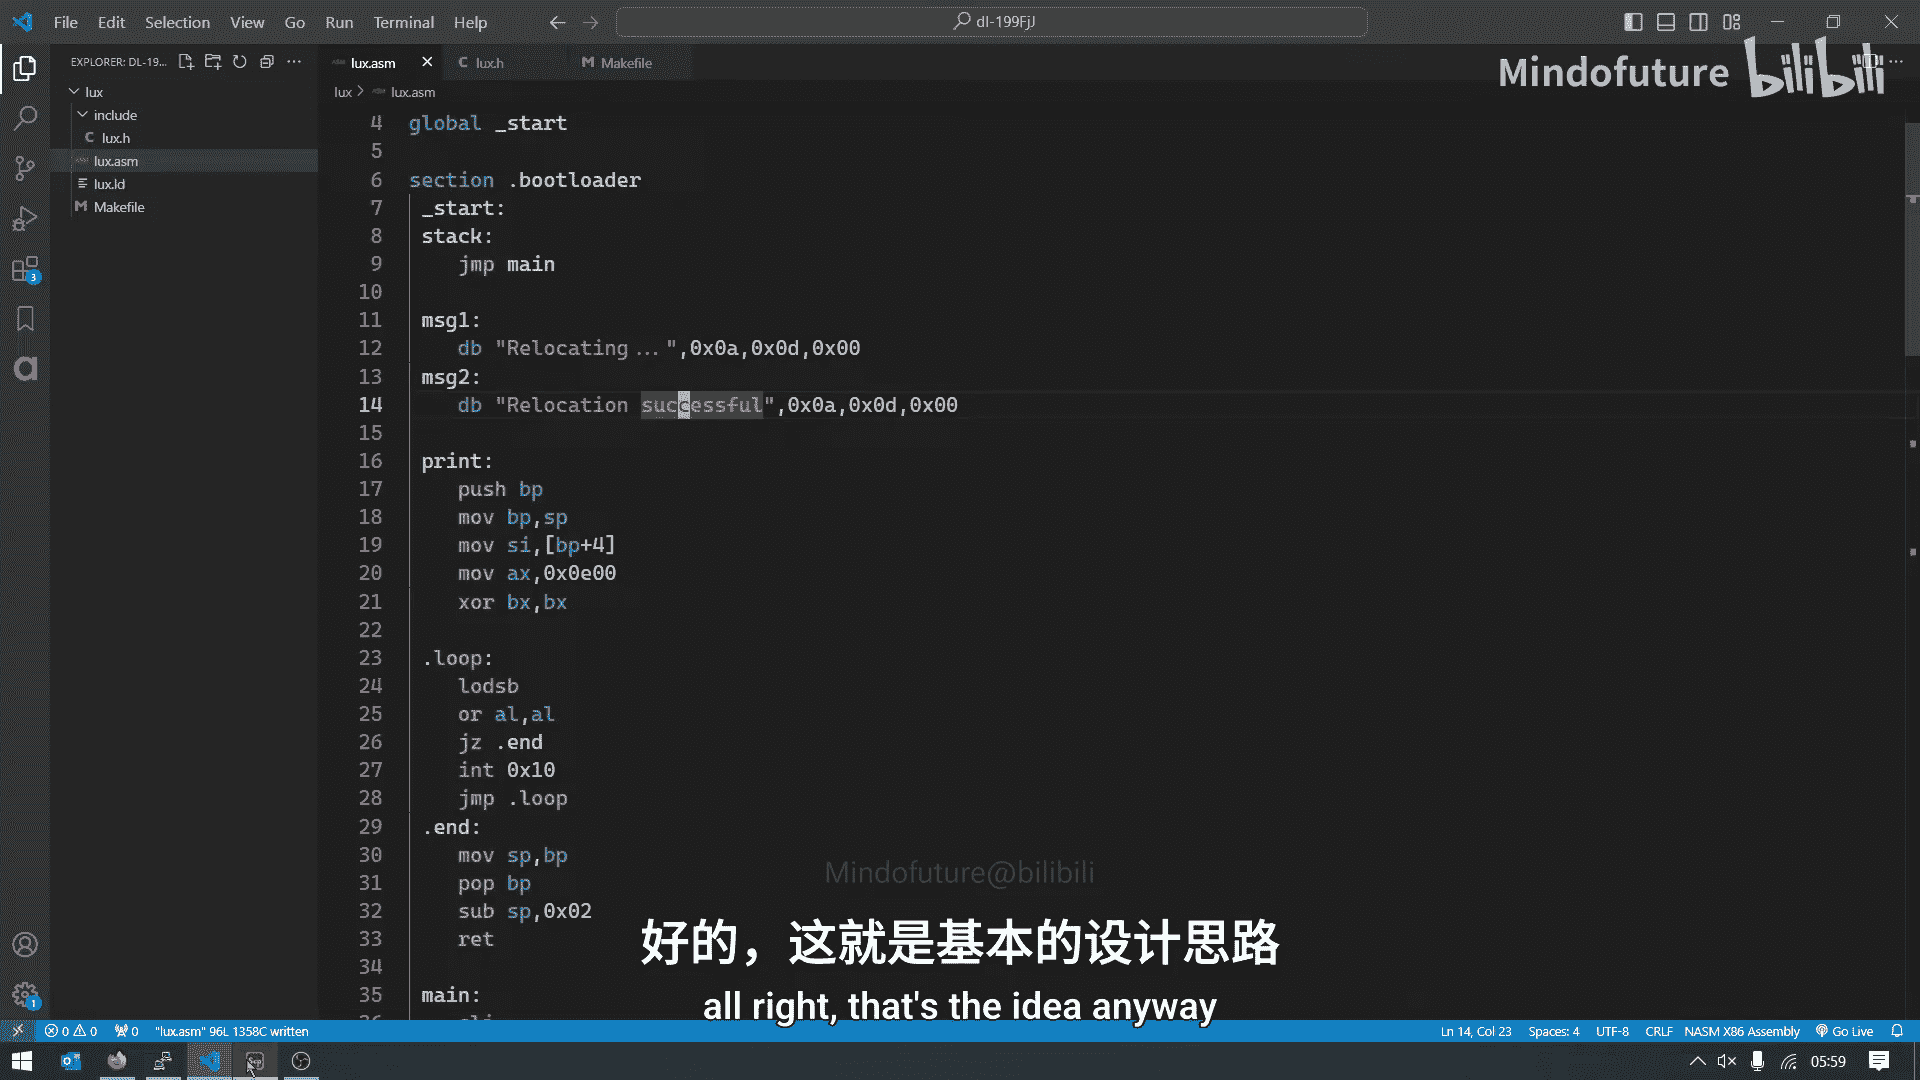 File Edit Selection View Go Run Terminal Help
dl-199FjJ
EXPLORER: DL-19...
lux.asm
C lux.h
M Makefile
Mindofuture bilibili
lux
lux > lux.asm
include
C lux.h
lux.asm
lux.ld
M Makefile
4 global _start
5
6 section .bootloader
7 _start:
8 stack:
9 jmp main
10
11 msg1:
12 db "Relocating...",0x0a,0x0d,0x00
13 msg2:
14 db "Relocation successful",0x0a,0x0d,0x00
15
16 print:
17 push bp
18 mov bp,sp
19 mov si,[bp+4]
20 mov ax,0x0e00
21 xor bx,bx
22
23 .loop:
24 lodsb
25 or al,al
26 jz .end
27 int 0x10
28 jmp .loop
29 .end:
30 mov sp,bp
31 pop bp
32 sub sp,0x02
33 ret
34
35 main:
3
1
Mindofuture@bilibili
好的，这就是基本的设计思路
all right, that's the idea anyway
0 0 0 "lux.asm" 96L 1358C written
Ln 14, Col 23 Spaces: 4 UTF-8 CRLF NASM X86 Assembly Go Live
05:59